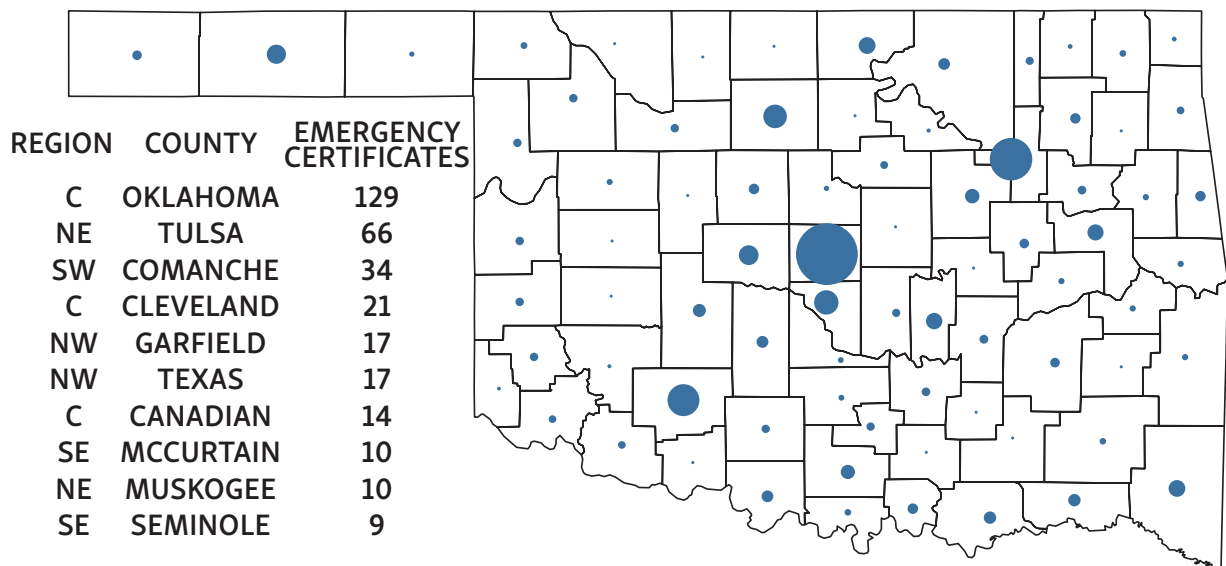 REGION COUNTY EMERGENCY CERTIFICATES
C OKLAHOMA 129
NE TULSA 66
SW COMANCHE 34
C CLEVELAND 21
NW GARFIELD 17
NW TEXAS 17
C CANADIAN 14
SE MCCURTAIN 10
NE MUSKOGEE 10
SE SEMINOLE 9